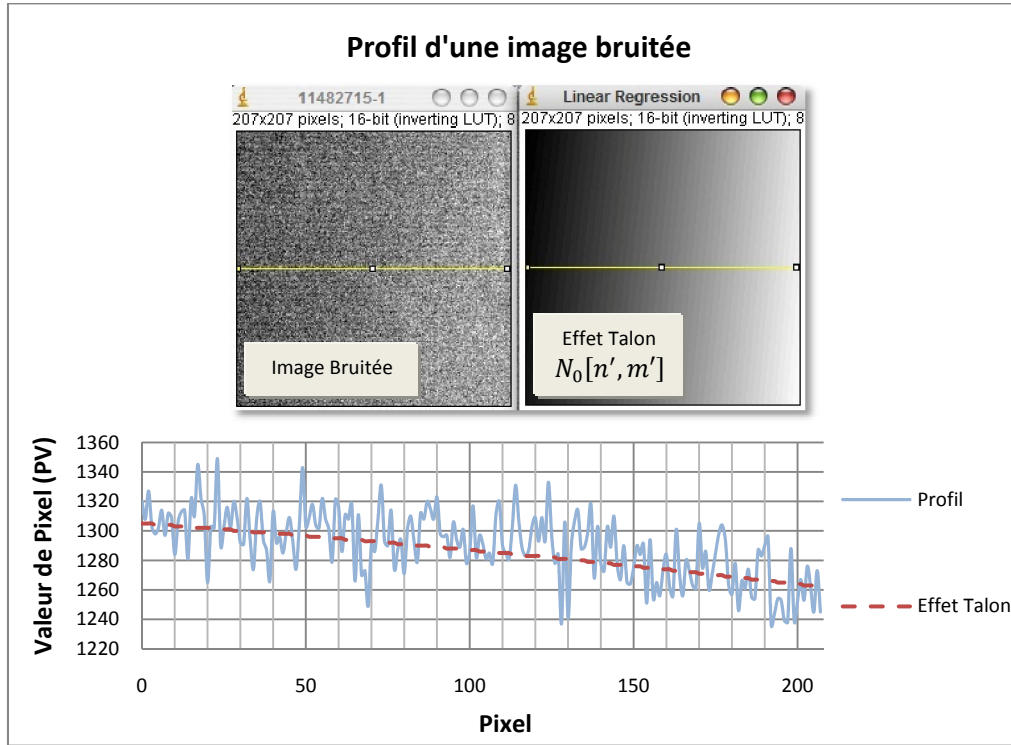 Profil d'une image bruitée
11482715-1
207x207 pixels; 16-bit (inverting LUT); 8
Image Bruitée
Linear Regression
207x207 pixels; 16-bit (inverting LUT); 8
Effet Talon
N₀[n′, m′]
Valeur de Pixel (PV)
1360
1340
1320
1300
1280
1260
1240
1220
0 50 100 150 200
Pixel
Profil
Effet Talon